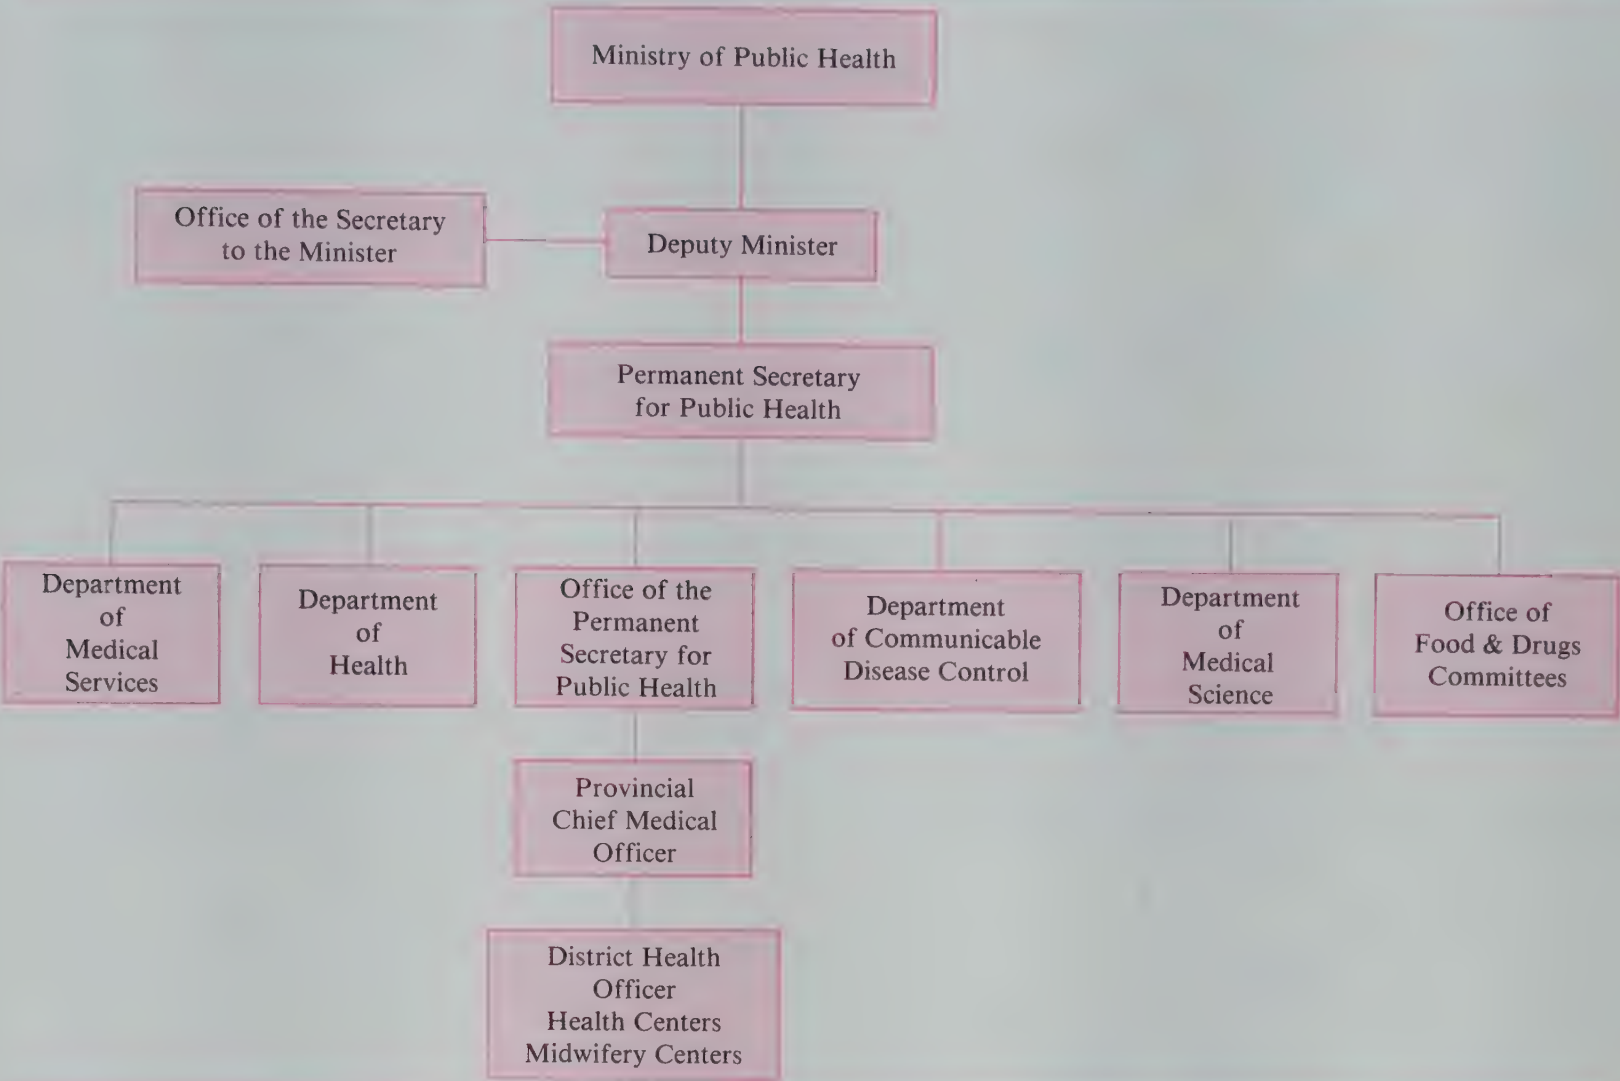 Ministry of Public Health
Office of the Secretary
to the Minister
Deputy Minister
Permanent Secretary
for Public Health
Department
of
Medical
Services
Department
of
Health
Office of the
Permanent
Secretary for
Public Health
Department
of Communicable
Disease Control
Department
of
Medical
Science
Office of
Food & Drugs
Committees
Provincial
Chief Medical
Officer
District Health
Officer
Health Centers
Midwifery Centers